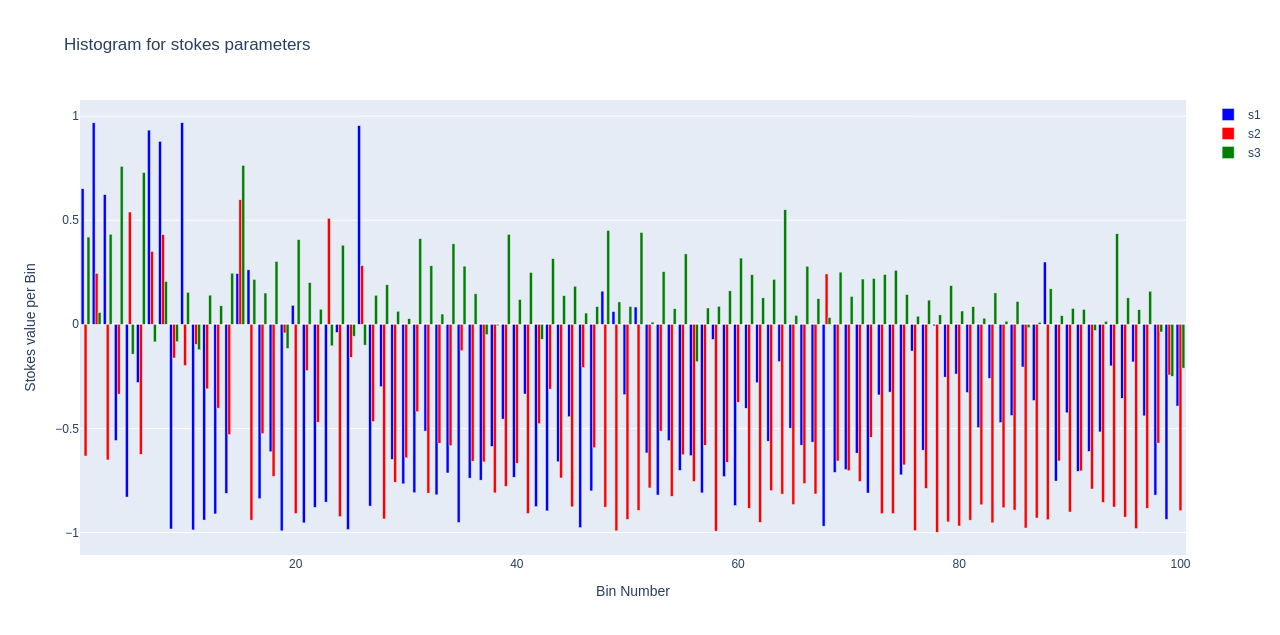 Histogram for stokes parameters
1
0.5
0
−0.5
−1
Stokes value per Bin
20
40
60
80
100
Bin Number
s1
s2
s3